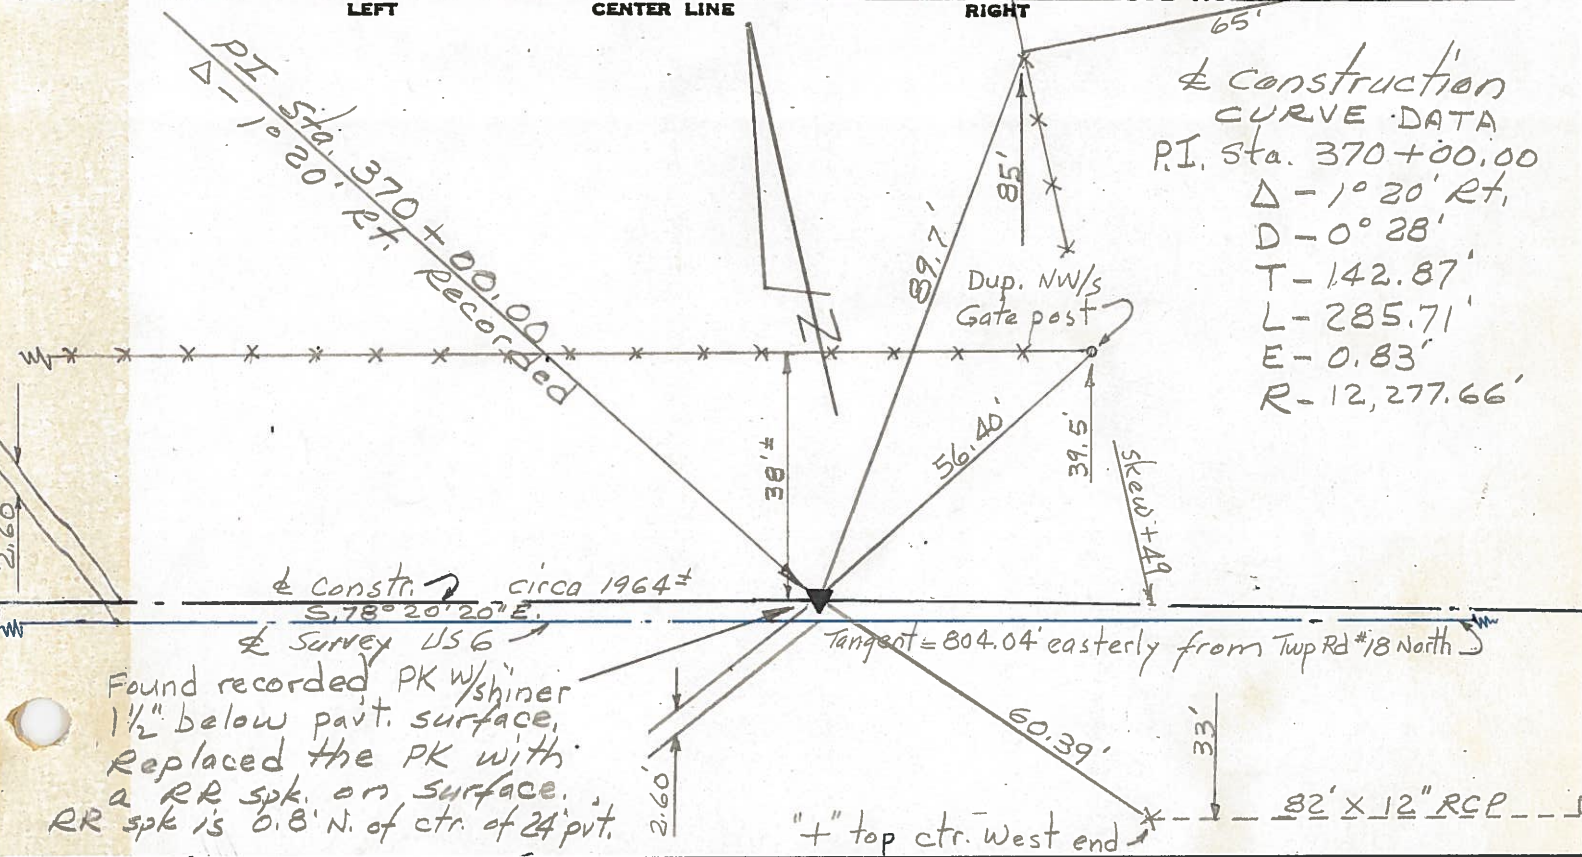 LEFT
CENTER LINE
RIGHT
65'
℄ Construction
CURVE DATA
P.I. Sta. 370+00.00
Δ - 1° 20' Rt.
D - 0° 28'
T - 142.87'
L - 285.71'
E - 0.83'
R - 12,277.66'
PI Sta. 370+00.00
Δ - 1° 20' Rt. Recorded
N
85'
89.7'
Dup. NW/s
Gate post
38'±
56.40'
39.5'
skew + 49
2.60
℄ Constr. circa 1964±
S.78° 20' 20" E.
℄ Survey US 6
Tangent = 804.04' easterly from Twp Rd #18 North
Found recorded PK w/shiner
1½" below pav't. surface.
Replaced the PK with
a RR spk. on surface.
RR spk is 0.8' N. of ctr. of 24' pvt.
2.60'
60.39'
33'
82' X 12" RCP
"+" top ctr. West end